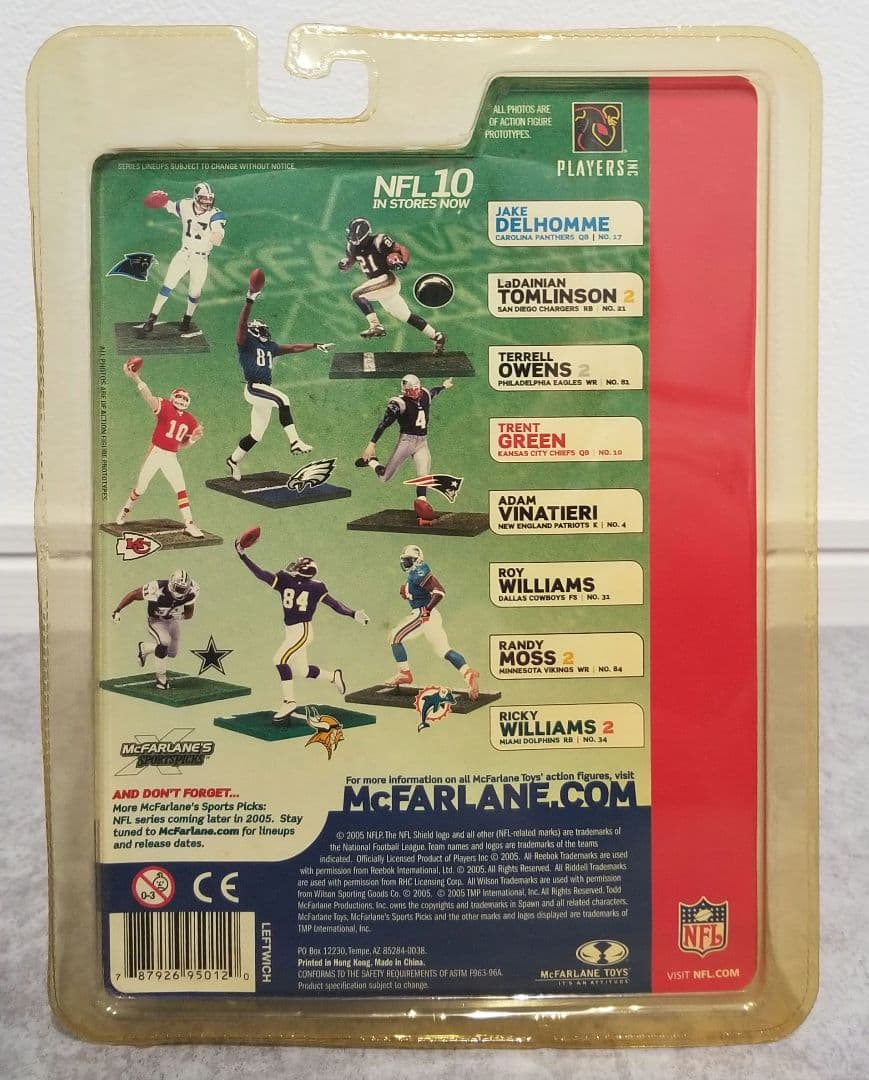 ALL PHOTOS ARE
OF ACTION FIGURE
PROTOTYPES.
PLAYERS INC
SERIES LINEUPS SUBJECT TO CHANGE WITHOUT NOTICE.
NFL 10
IN STORES NOW
JAKE
DELHOMME
CAROLINA PANTHERS QB | NO. 17
LaDAINIAN
TOMLINSON 2
SAN DIEGO CHARGERS RB | NO. 21
TERRELL
OWENS 2
PHILADELPHIA EAGLES WR | NO. 81
TRENT
GREEN
KANSAS CITY CHIEFS QB | NO. 10
ADAM
VINATIERI
NEW ENGLAND PATRIOTS K | NO. 4
ROY
WILLIAMS
DALLAS COWBOYS FS | NO. 31
RANDY
MOSS 2
MINNESOTA VIKINGS WR | NO. 84
RICKY
WILLIAMS 2
MIAMI DOLPHINS RB | NO. 34
17
21
81
10
4
84
KC
ALL PHOTOS ARE OF ACTION FIGURE PROTOTYPES
McFARLANE'S
SPORTSPICKS
AND DON'T FORGET...
More McFarlane's Sports Picks:
NFL series coming later in 2005. Stay
tuned to McFarlane.com for lineups
and release dates.
For more information on all McFarlane Toys' action figures, visit
McFARLANE.COM
© 2005 NFLP. The NFL Shield logo and all other (NFL-related marks) are trademarks of
the National Football League. Team names and logos are trademarks of the teams
indicated. Officially Licensed Product of Players Inc © 2005. All Reebok Trademarks are used
with permission from Reebok International, Ltd. © 2005. All Rights Reserved. All Riddell Trademarks
are used with permission from RHC Licensing Corp. All Wilson Trademarks are used with permission
from Wilson Sporting Goods Co. © 2005. © 2005 TMP International, Inc. All Rights Reserved. Todd
McFarlane Productions, Inc. owns the copyrights and trademarks in Spawn and all related characters.
McFarlane Toys, McFarlane's Sports Picks and the other marks and logos displayed are trademarks of
TMP International, Inc.
0-3
CE
7 87926 95012 0
LEFTWICH
PO Box 12230, Tempe, AZ 85284-0038.
Printed in Hong Kong. Made in China.
CONFORMS TO THE SAFETY REQUIREMENTS OF ASTM F963-96A.
Product specification subject to change.
McFARLANE TOYS
IT'S AN ATTITUDE
NFL
VISIT NFL.COM